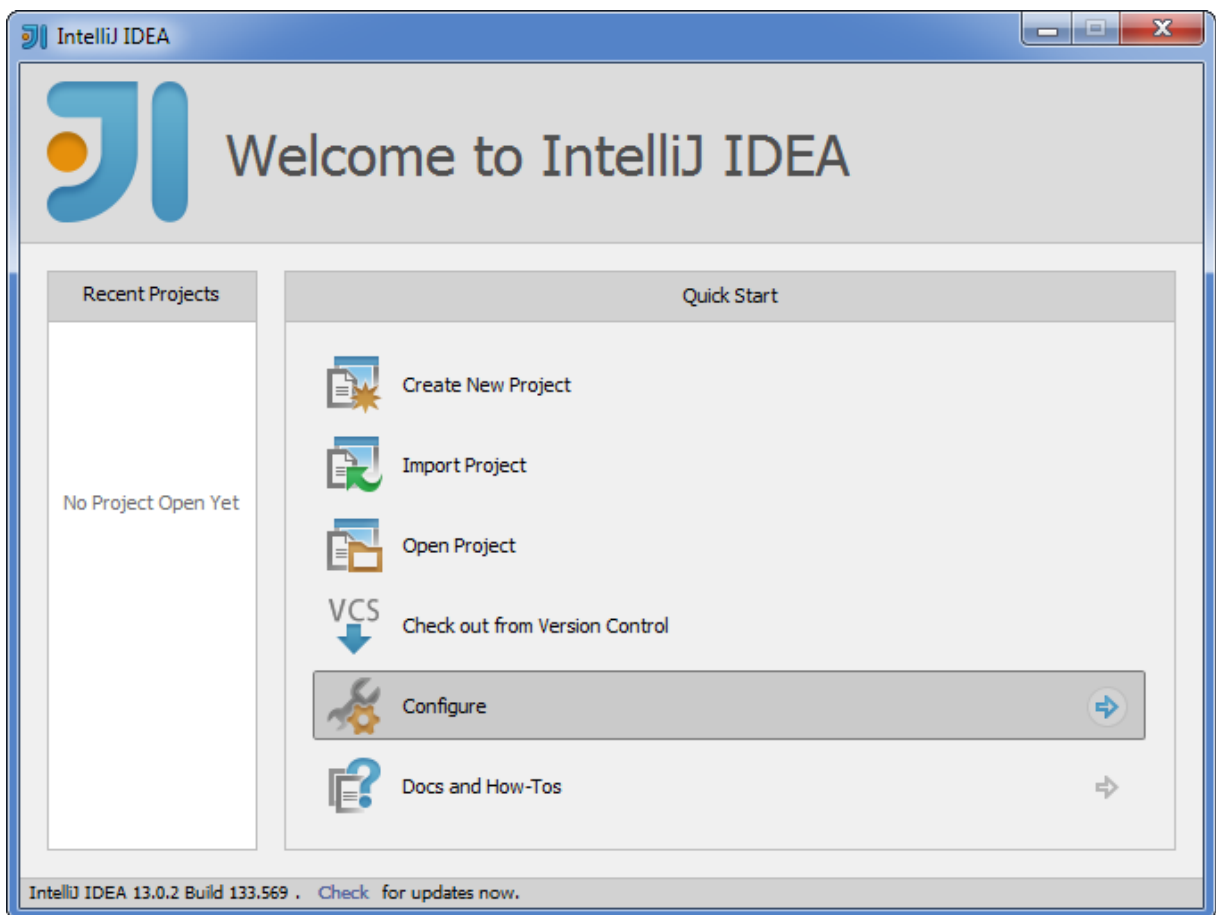 IntelliJ IDEA
Welcome to IntelliJ IDEA
Recent Projects
No Project Open Yet
Quick Start
Create New Project
Import Project
Open Project
VCS
Check out from Version Control
Configure
Docs and How-Tos
IntelliJ IDEA 13.0.2 Build 133.569 . Check for updates now.